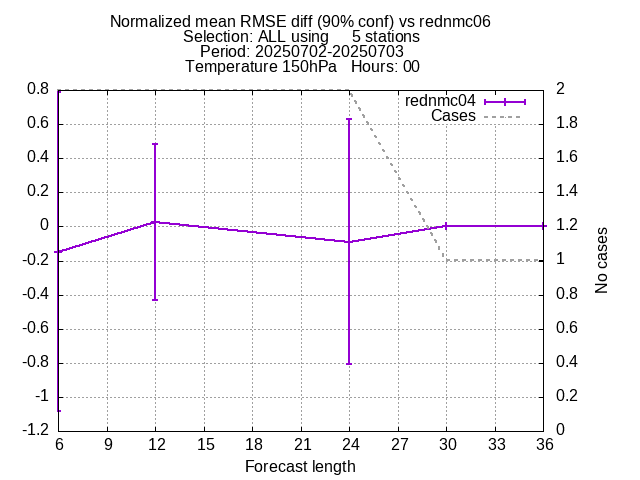 Normalized mean RMSE diff (90% conf) vs rednmc06
Selection: ALL using     5 stations
Period: 20250702-20250703
Temperature 150hPa   Hours: 00
rednmc04
Cases
0.8
0.6
0.4
0.2
0
-0.2
-0.4
-0.6
-0.8
-1
-1.2
2
1.8
1.6
1.4
1.2
1
0.8
0.6
0.4
0.2
0
No cases
6 9 12 15 18 21 24 27 30 33 36
Forecast length